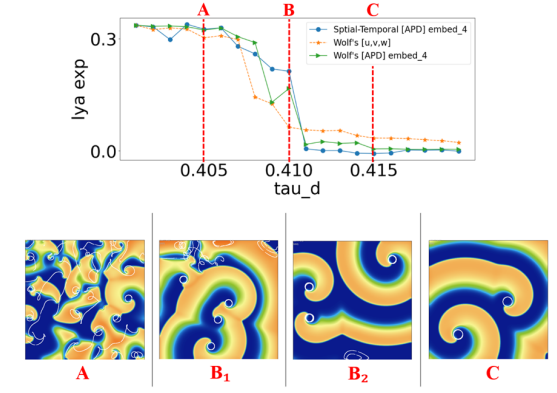 A B C
Sptial-Temporal [APD] embed_4
Wolf's [u,v,w]
Wolf's [APD] embed_4
0.3
0.0
lya exp
0.405 0.410 0.415
tau_d
A B₁ B₂ C